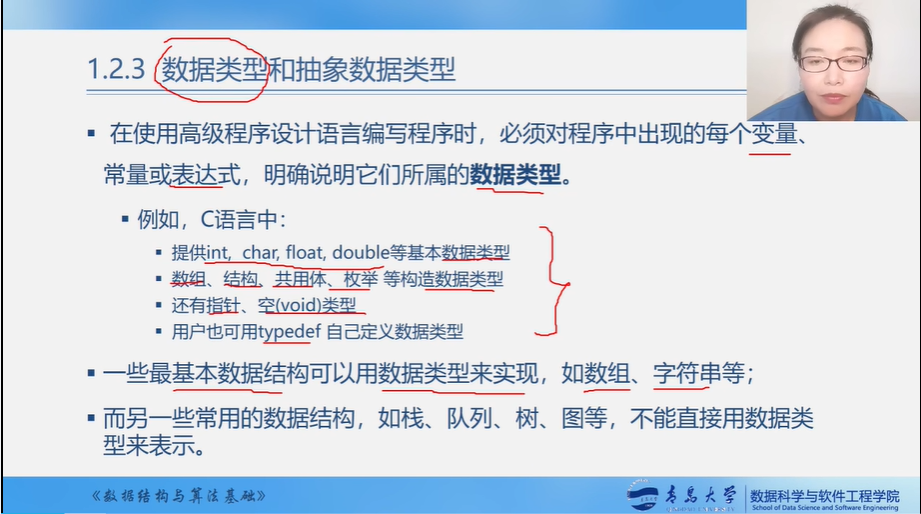 1.2.3 数据类型和抽象数据类型
▪ 在使用高级程序设计语言编写程序时，必须对程序中出现的每个变量、
常量或表达式，明确说明它们所属的数据类型。
▪ 例如，C语言中：
▪ 提供int, char, float, double等基本数据类型
▪ 数组、结构、共用体、枚举 等构造数据类型
▪ 还有指针、空(void)类型
▪ 用户也可用typedef 自己定义数据类型
▪ 一些最基本数据结构可以用数据类型来实现，如数组、字符串等；
▪ 而另一些常用的数据结构，如栈、队列、树、图等，不能直接用数据类
型来表示。
《数据结构与算法基础》
青岛大学
数据科学与软件工程学院
School of Data Science and Software Engineering